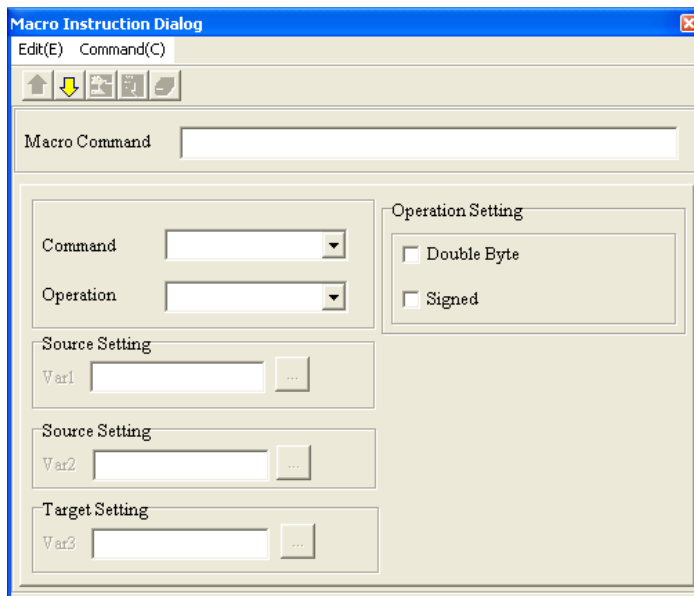 Macro Instruction Dialog
Edit(E) Command(C)
Macro Command
Command
Operation
Operation Setting
Double Byte
Signed
Source Setting
Var1 ...
Source Setting
Var2 ...
Target Setting
Var3 ...